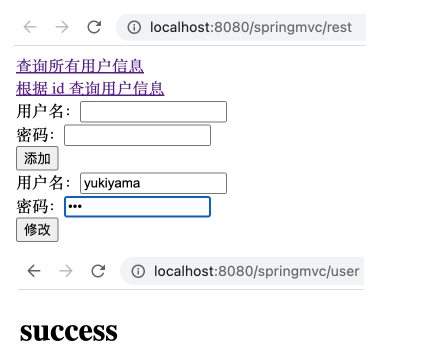 localhost:8080/springmvc/rest
查询所有用户信息
根据 id 查询用户信息
用户名：
密码：
添加
用户名： yukiyama
密码： •••
修改
localhost:8080/springmvc/user
success